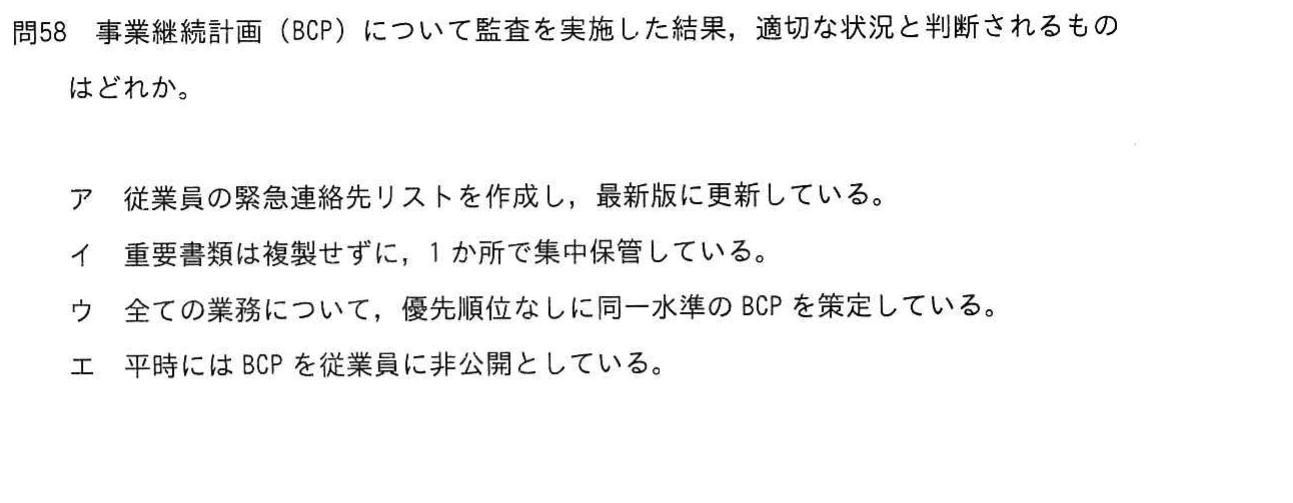 問58　事業継続計画（BCP）について監査を実施した結果，適切な状況と判断されるもの
はどれか。
ア　従業員の緊急連絡先リストを作成し，最新版に更新している。
イ　重要書類は複製せずに，1か所で集中保管している。
ウ　全ての業務について，優先順位なしに同一水準のBCPを策定している。
エ　平時にはBCPを従業員に非公開としている。